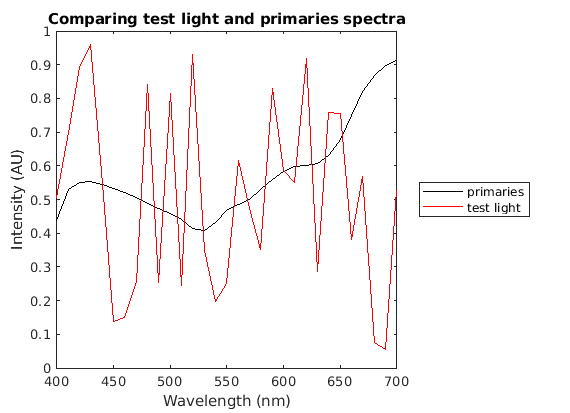 Comparing test light and primaries spectra
1
0.9
0.8
0.7
0.6
0.5
0.4
0.3
0.2
0.1
0
Intensity (AU)
400 450 500 550 600 650 700
Wavelength (nm)
primaries
test light